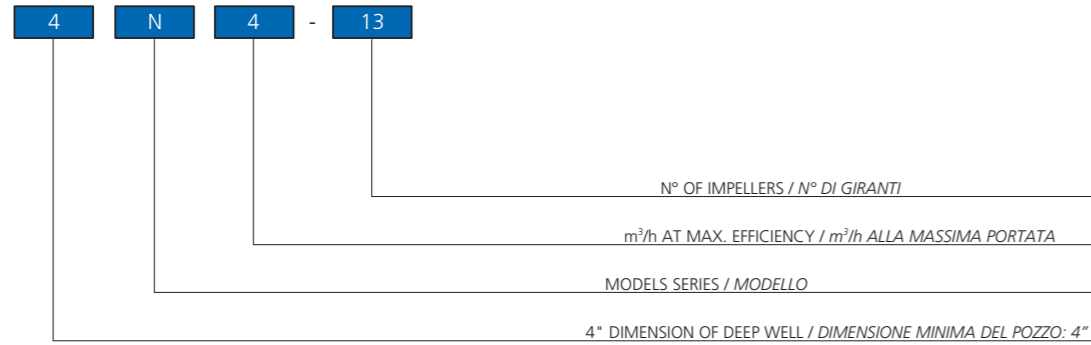 4 N 4 - 13
N° OF IMPELLERS / N° DI GIRANTI
m³/h AT MAX. EFFICIENCY / m³/h ALLA MASSIMA PORTATA
MODELS SERIES / MODELLO
4" DIMENSION OF DEEP WELL / DIMENSIONE MINIMA DEL POZZO: 4”